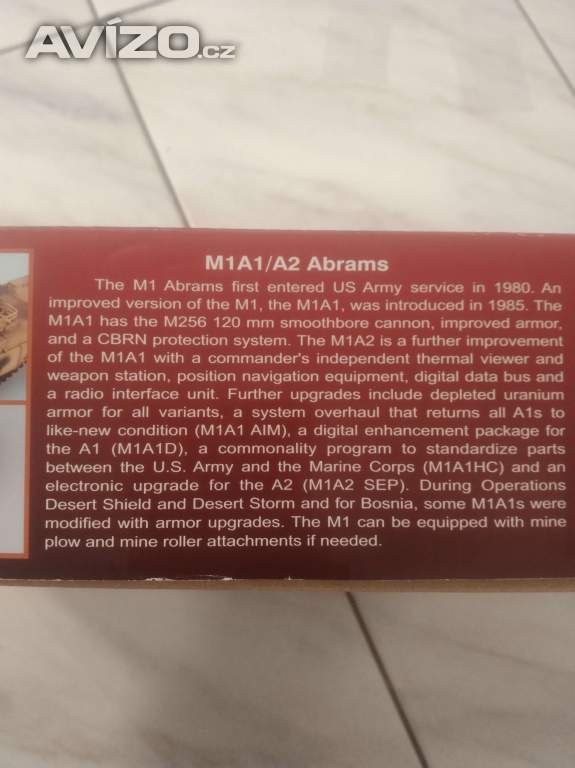 AVÍZO.cz
M1A1/A2 Abrams
The M1 Abrams first entered US Army service in 1980. An
improved version of the M1, the M1A1, was introduced in 1985. The
M1A1 has the M256 120 mm smoothbore cannon, improved armor,
and a CBRN protection system. The M1A2 is a further improvement
of the M1A1 with a commander's independent thermal viewer and
weapon station, position navigation equipment, digital data bus and
a radio interface unit. Further upgrades include depleted uranium
armor for all variants, a system overhaul that returns all A1s to
like-new condition (M1A1 AIM), a digital enhancement package for
the A1 (M1A1D), a commonality program to standardize parts
between the U.S. Army and the Marine Corps (M1A1HC) and an
electronic upgrade for the A2 (M1A2 SEP). During Operations
Desert Shield and Desert Storm and for Bosnia, some M1A1s were
modified with armor upgrades. The M1 can be equipped with mine
plow and mine roller attachments if needed.